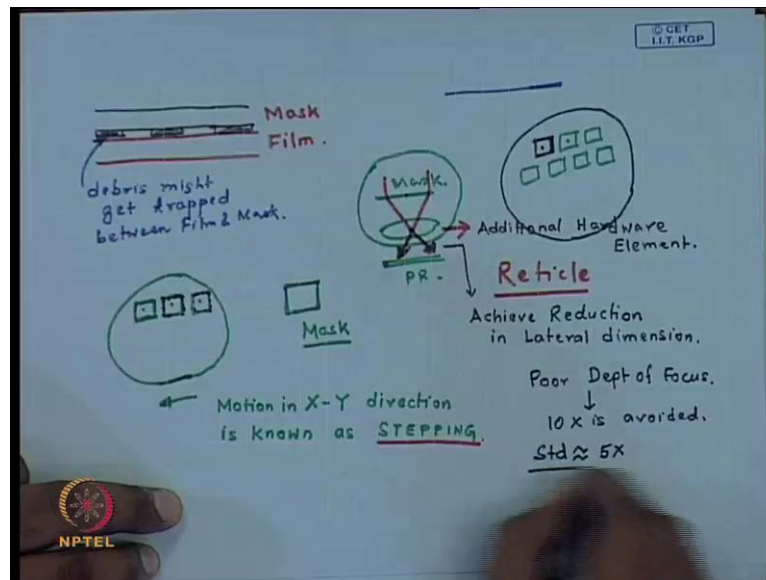 © CET
I.I.T. KGP
Mask
Film.
debris might
get trapped
between Film & Mask.
Mask.
PR.
Additional Hardware
Element.
Reticle
Achieve Reduction
in Lateral dimension.
Mask
Motion in X-Y direction
is known as STEPPING.
Poor Dept of Focus.
10 X is avoided.
Std ≈ 5X
NPTEL